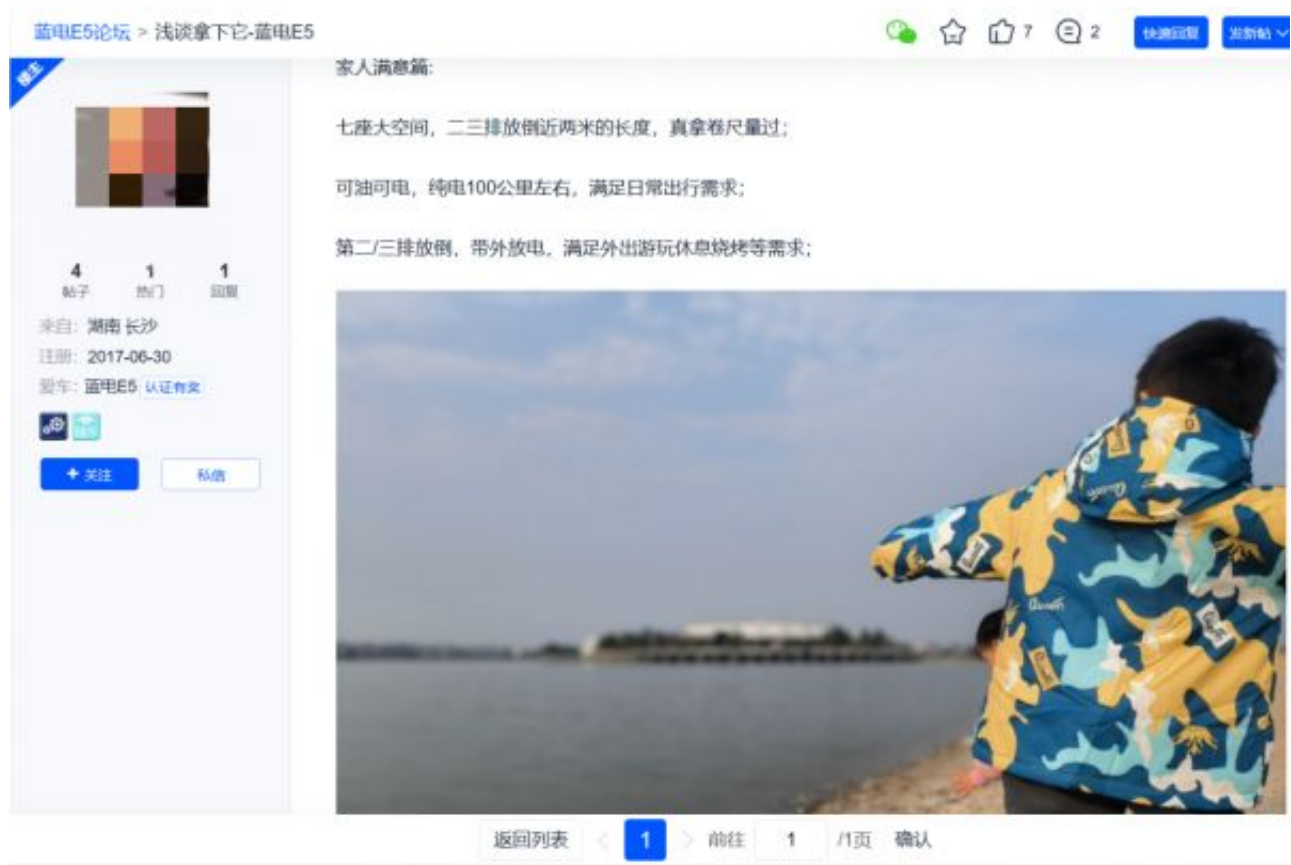 蓝电E5论坛 > 浅谈拿下它-蓝电E5
7
2
快速回复
发新帖
楼主
家人满意篇:
七座大空间，二三排放倒近两米的长度，真拿卷尺量过;
可油可电，纯电100公里左右，满足日常出行需求;
第二/三排放倒，带外放电，满足外出游玩休息烧烤等需求;
4 1 1
帖子 热门 回复
来自: 湖南 长沙
注册: 2017-06-30
爱车: 蓝电E5 认证有奖
+ 关注
私信
返回列表 < 1 > 前往 1 /1页 确认